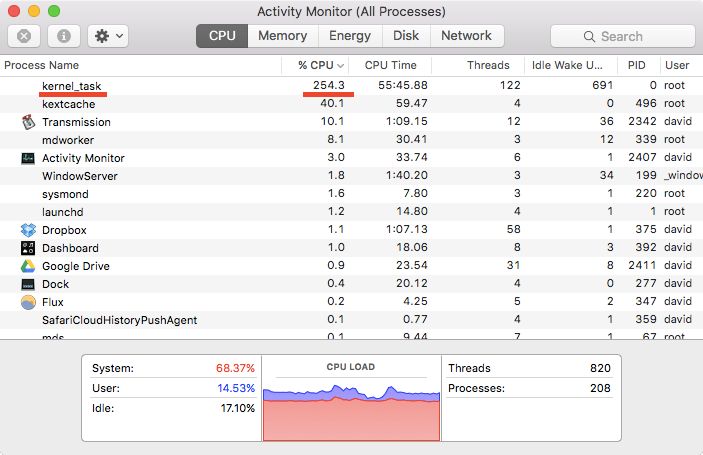 Activity Monitor (All Processes)
CPU Memory Energy Disk Network Search
Process Name % CPU CPU Time Threads Idle Wake U... PID User
kernel_task 254.3 55:45.88 122 691 0 root
kextcache 40.1 59.47 4 0 496 root
Transmission 10.1 1:09.15 12 36 2342 david
mdworker 8.1 30.41 3 12 339 root
Activity Monitor 3.0 33.74 6 1 2407 david
WindowServer 1.8 1:40.20 3 34 199 _windo
sysmond 1.6 7.80 3 1 220 root
launchd 1.2 14.80 4 1 1 root
Dropbox 1.1 1:07.13 58 1 375 david
Dashboard 1.0 18.06 8 3 392 david
Google Drive 0.9 23.54 31 8 2411 david
Dock 0.4 20.12 4 0 277 david
Flux 0.2 4.25 5 2 347 david
SafariCloudHistoryPushAgent 0.1 0.77 4 1 359 david
mds 0.1 9.44 7 1 67 root
System: 68.37% CPU LOAD Threads 820
User: 14.53% Processes: 208
Idle: 17.10%